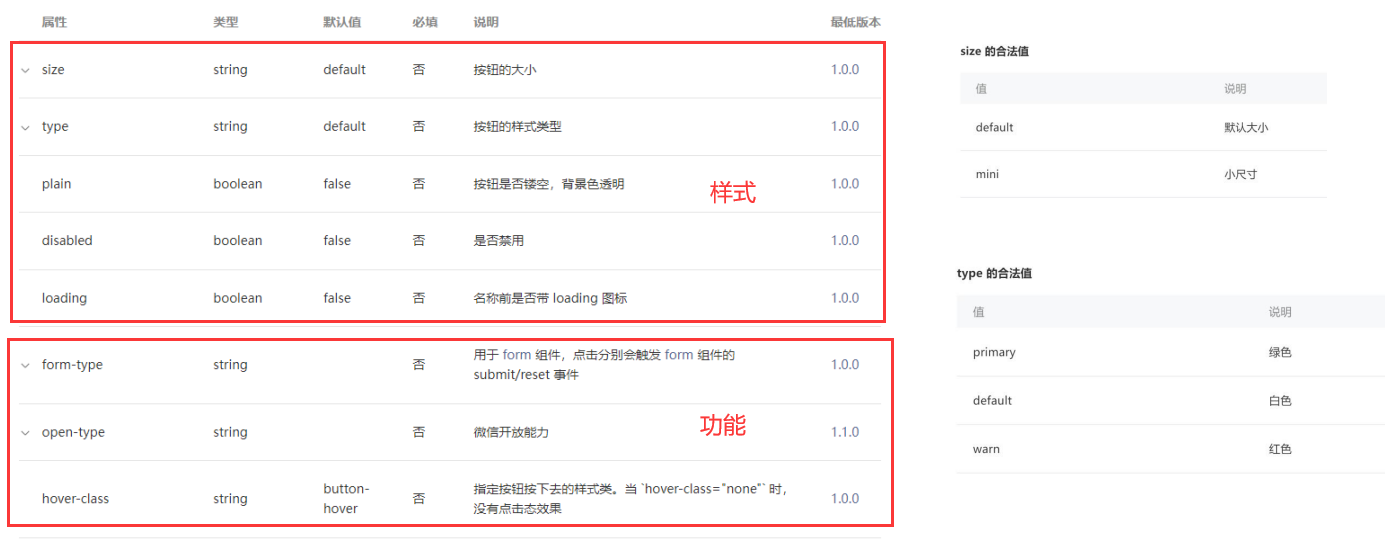 属性 类型 默认值 必填 说明 最低版本
size string default 否 按钮的大小 1.0.0
type string default 否 按钮的样式类型 1.0.0
plain boolean false 否 按钮是否镂空，背景色透明 1.0.0
样式
disabled boolean false 否 是否禁用 1.0.0
loading boolean false 否 名称前是否带 loading 图标 1.0.0
form-type string 否 用于 form 组件，点击分别会触发 form 组件的 1.0.0
submit/reset 事件
open-type string 否 微信开放能力 1.1.0
功能
hover-class string button- 否 指定按钮按下去的样式类。当 `hover-class="none"` 时， 1.0.0
hover 没有点击态效果
size 的合法值
值 说明
default 默认大小
mini 小尺寸
type 的合法值
值 说明
primary 绿色
default 白色
warn 红色